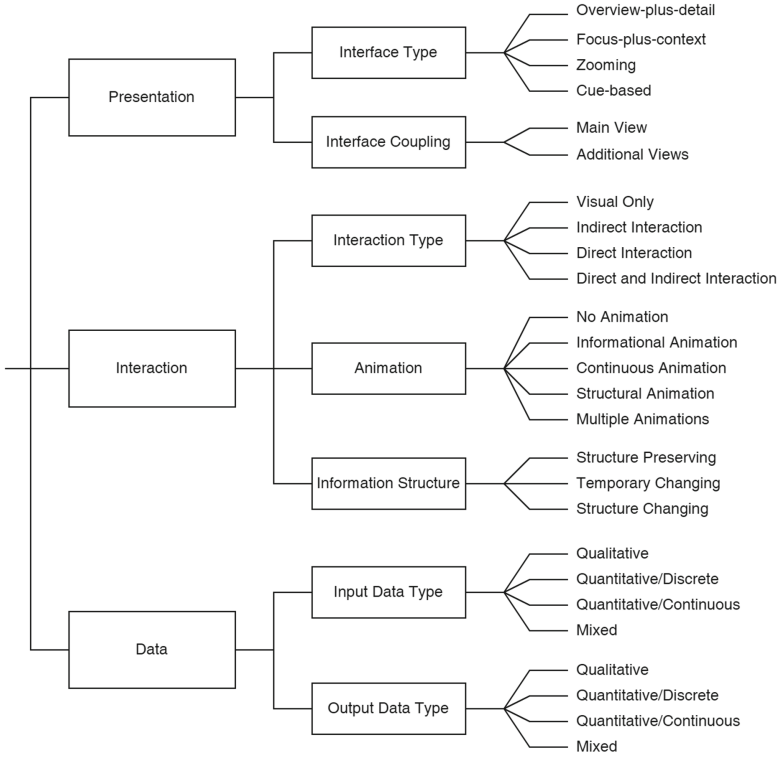 Presentation
Interface Type
Overview-plus-detail
Focus-plus-context
Zooming
Cue-based
Interface Coupling
Main View
Additional Views
Interaction
Interaction Type
Visual Only
Indirect Interaction
Direct Interaction
Direct and Indirect Interaction
Animation
No Animation
Informational Animation
Continuous Animation
Structural Animation
Multiple Animations
Information Structure
Structure Preserving
Temporary Changing
Structure Changing
Data
Input Data Type
Qualitative
Quantitative/Discrete
Quantitative/Continuous
Mixed
Output Data Type
Qualitative
Quantitative/Discrete
Quantitative/Continuous
Mixed